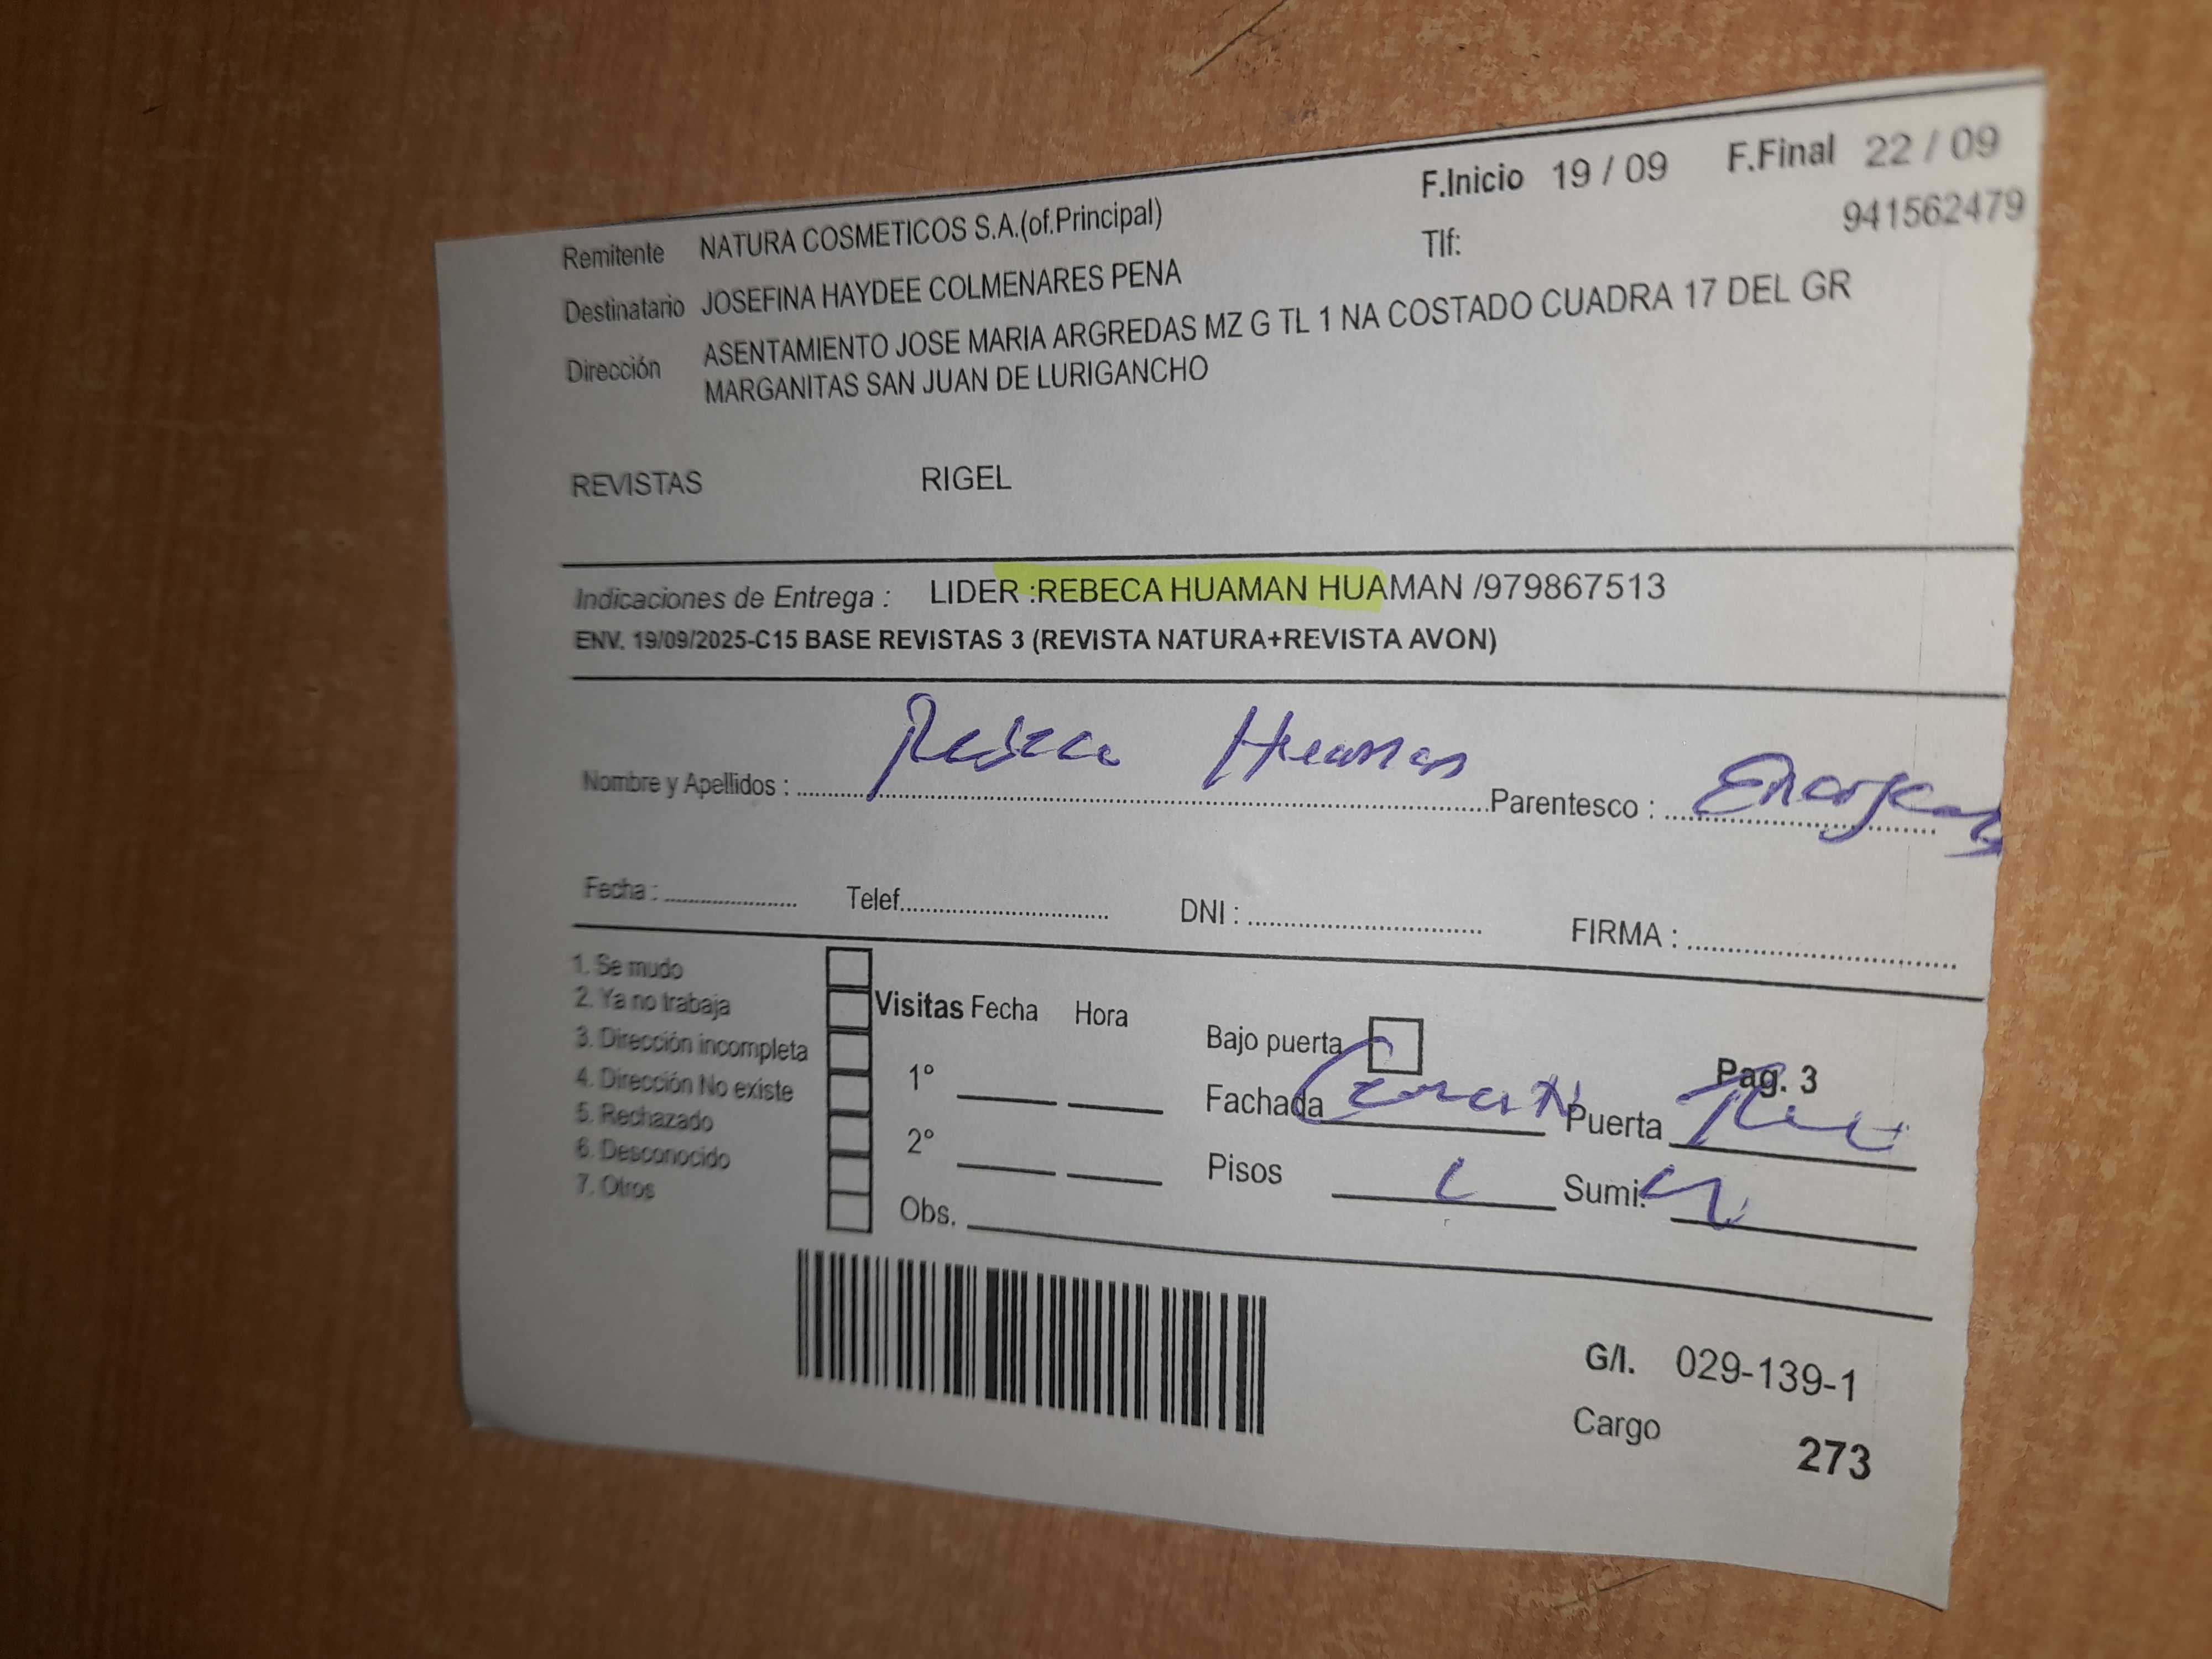 F.Inicio 19 / 09 F.Final 22 / 09
Remitente NATURA COSMETICOS S.A.(of.Principal) Tlf: 941562479
Destinatario JOSEFINA HAYDEE COLMENARES PENA
Dirección ASENTAMIENTO JOSE MARIA ARGREDAS MZ G TL 1 NA COSTADO CUADRA 17 DEL GR
MARGANITAS SAN JUAN DE LURIGANCHO
REVISTAS RIGEL
Indicaciones de Entrega : LIDER :REBECA HUAMAN HUAMAN /979867513
ENV. 19/09/2025-C15 BASE REVISTAS 3 (REVISTA NATURA+REVISTA AVON)
Nombre y Apellidos : Rebeca Huaman Parentesco :
Fecha : Telef. DNI : FIRMA :
1. Se mudo
2. Ya no trabaja
3. Dirección incompleta
4. Dirección No existe
5. Rechazado
6. Desconocido
7. Otros
Visitas Fecha Hora
1°
2°
Obs.
Bajo puerta
Pag. 3
Fachada Puerta
Pisos 1 Sumi.
G/I. 029-139-1
Cargo 273